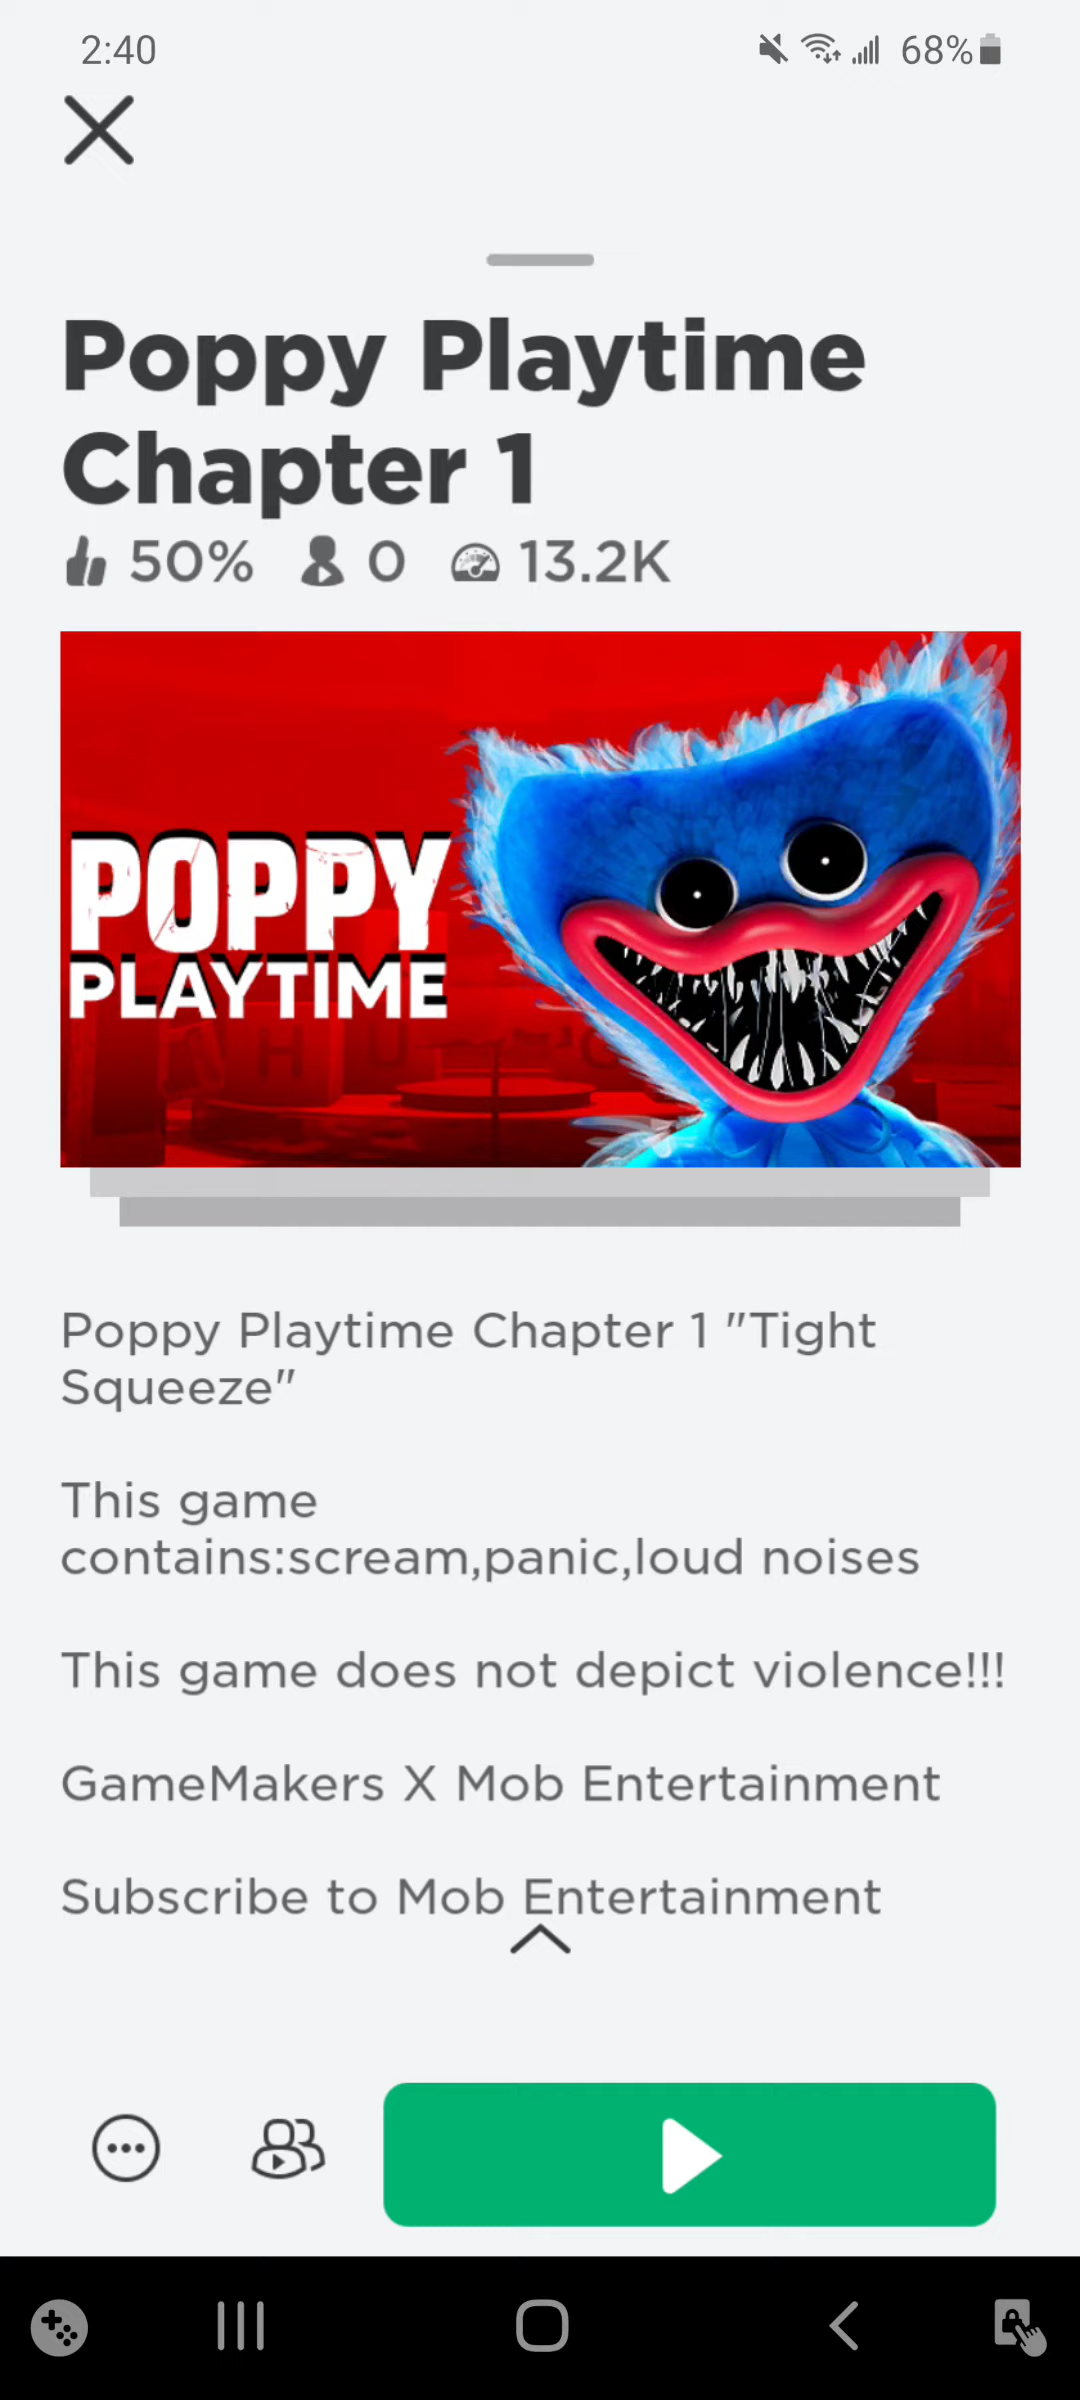 2:40
68%
Poppy Playtime
Chapter 1
50%
0
13.2K
POPPY
PLAYTIME
Poppy Playtime Chapter 1 "Tight
Squeeze"
This game
contains:scream,panic,loud noises
This game does not depict violence!!!
GameMakers X Mob Entertainment
Subscribe to Mob Entertainment